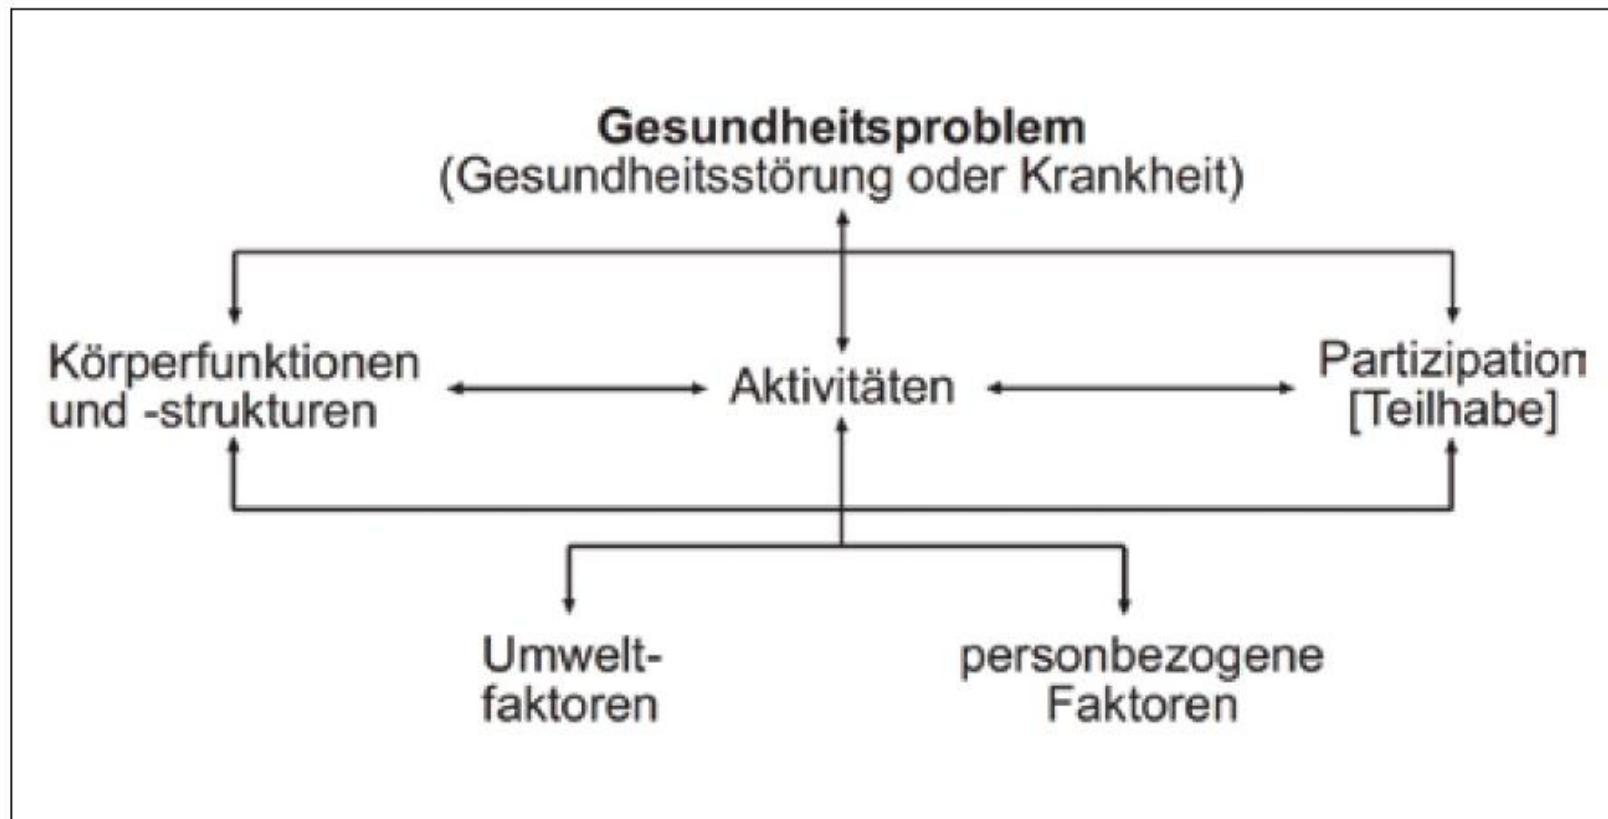 Gesundheitsproblem
(Gesundheitsstörung oder Krankheit)
Körperfunktionen
und -strukturen
Aktivitäten
Partizipation
[Teilhabe]
Umwelt-
faktoren
personbezogene
Faktoren